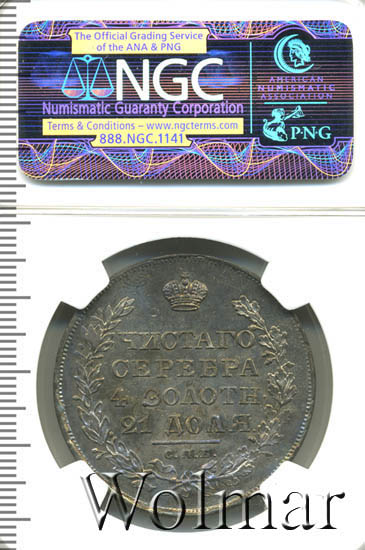 The Official Grading Service
of the ANA & PNG
NGC
Numismatic Guaranty Corporation
Terms & Conditions – www.ngcterms.com
888.NGC.1141
AMERICAN
NUMISMATIC
ASSOCIATION
PNG
ЧИСТАГО
СЕРЕБРА
4 ЗОЛОТН
21 ДОЛЯ
С.П.Б.
Wolmar